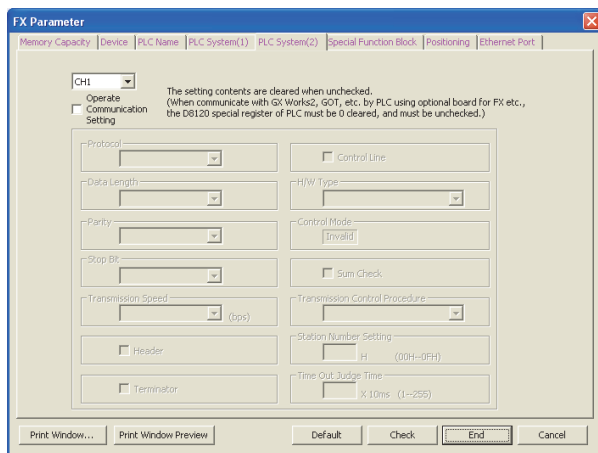 FX Parameter
Memory Capacity Device PLC Name PLC System(1) PLC System(2) Special Function Block Positioning Ethernet Port
CH1
Operate
Communication
Setting
The setting contents are cleared when unchecked.
(When communicate with GX Works2, GOT, etc. by PLC using optional board for FX etc.,
the D8120 special register of PLC must be 0 cleared, and must be unchecked.)
Protocol
Control Line
Data Length
H/W Type
Parity
Control Mode
Invalid
Stop Bit
Sum Check
Transmission Speed
(bps)
Transmission Control Procedure
Header
Station Number Setting
H (00H--0FH)
Terminator
Time Out Judge Time
X 10ms (1--255)
Print Window... Print Window Preview Default Check End Cancel